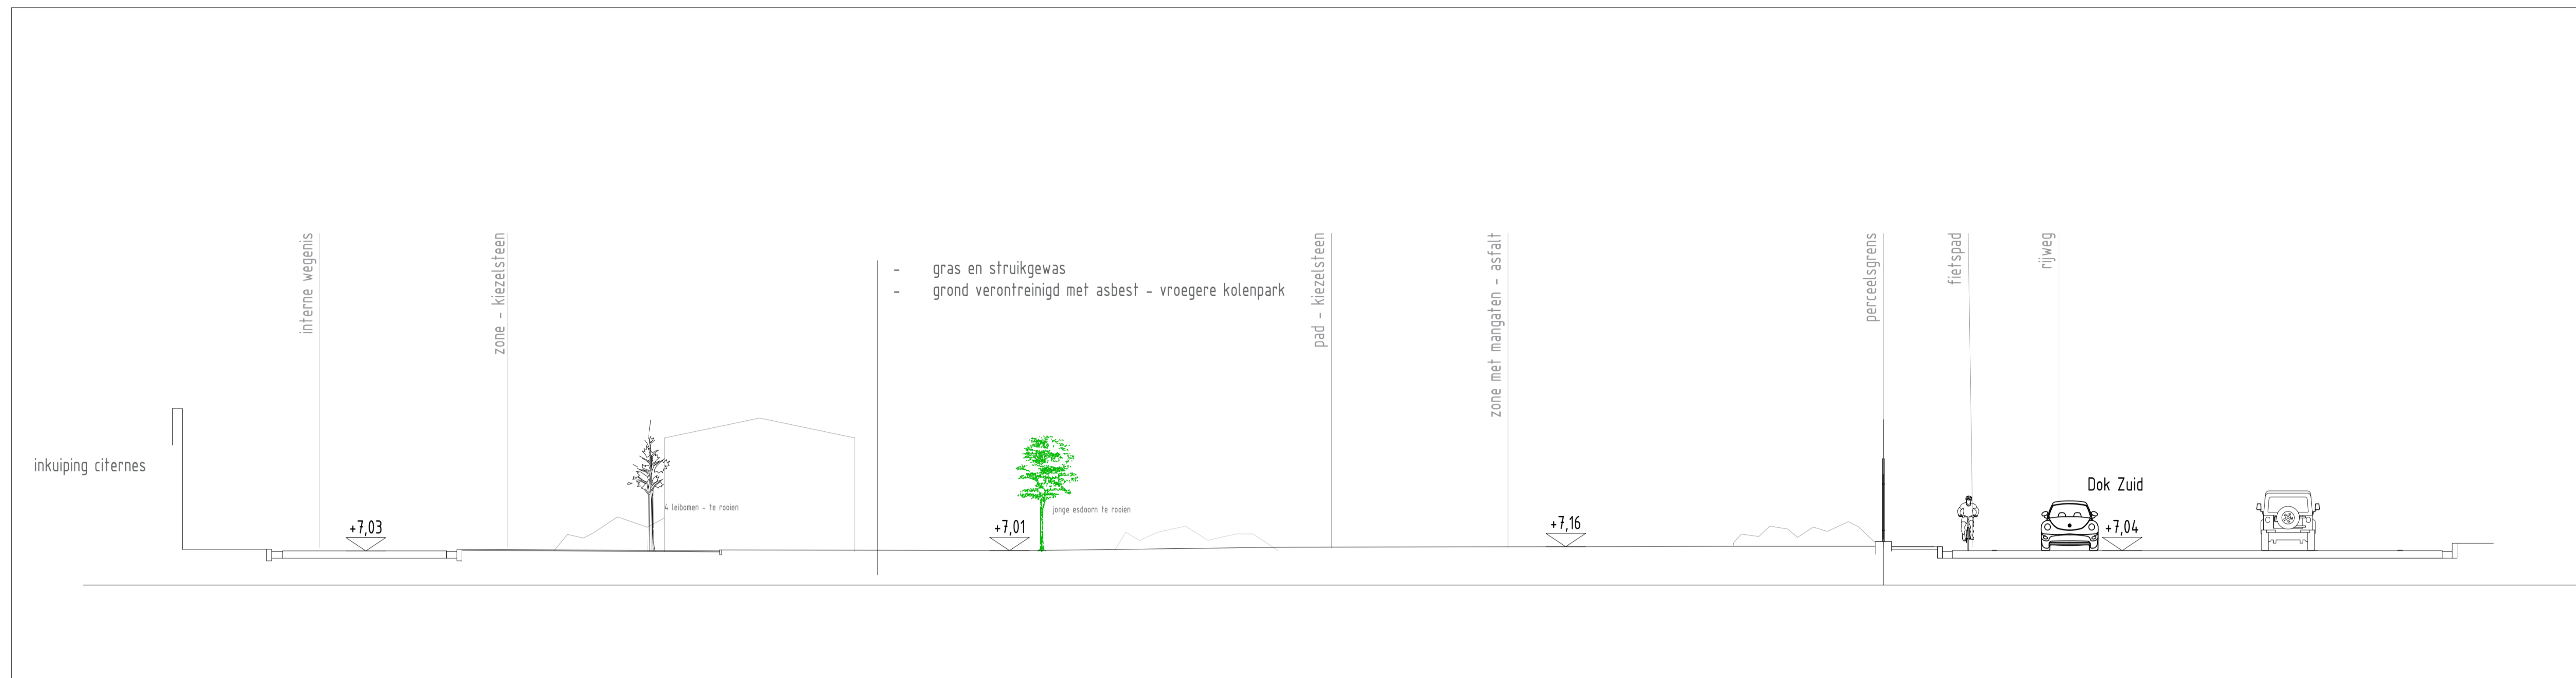 interne wegenis
zone - kiezelsteen
- gras en struikgewas
- grond verontreinigd met asbest - vroegere kolenpark
pad - kiezelsteen
zone met mangaten - asfalt
perceelsgrens
fietspad
rijweg
inkuiping citernes
4 leibomen - te rooien
jonge esdoorn te rooien
Dok Zuid
+7,03
+7,01
+7,16
+7,04